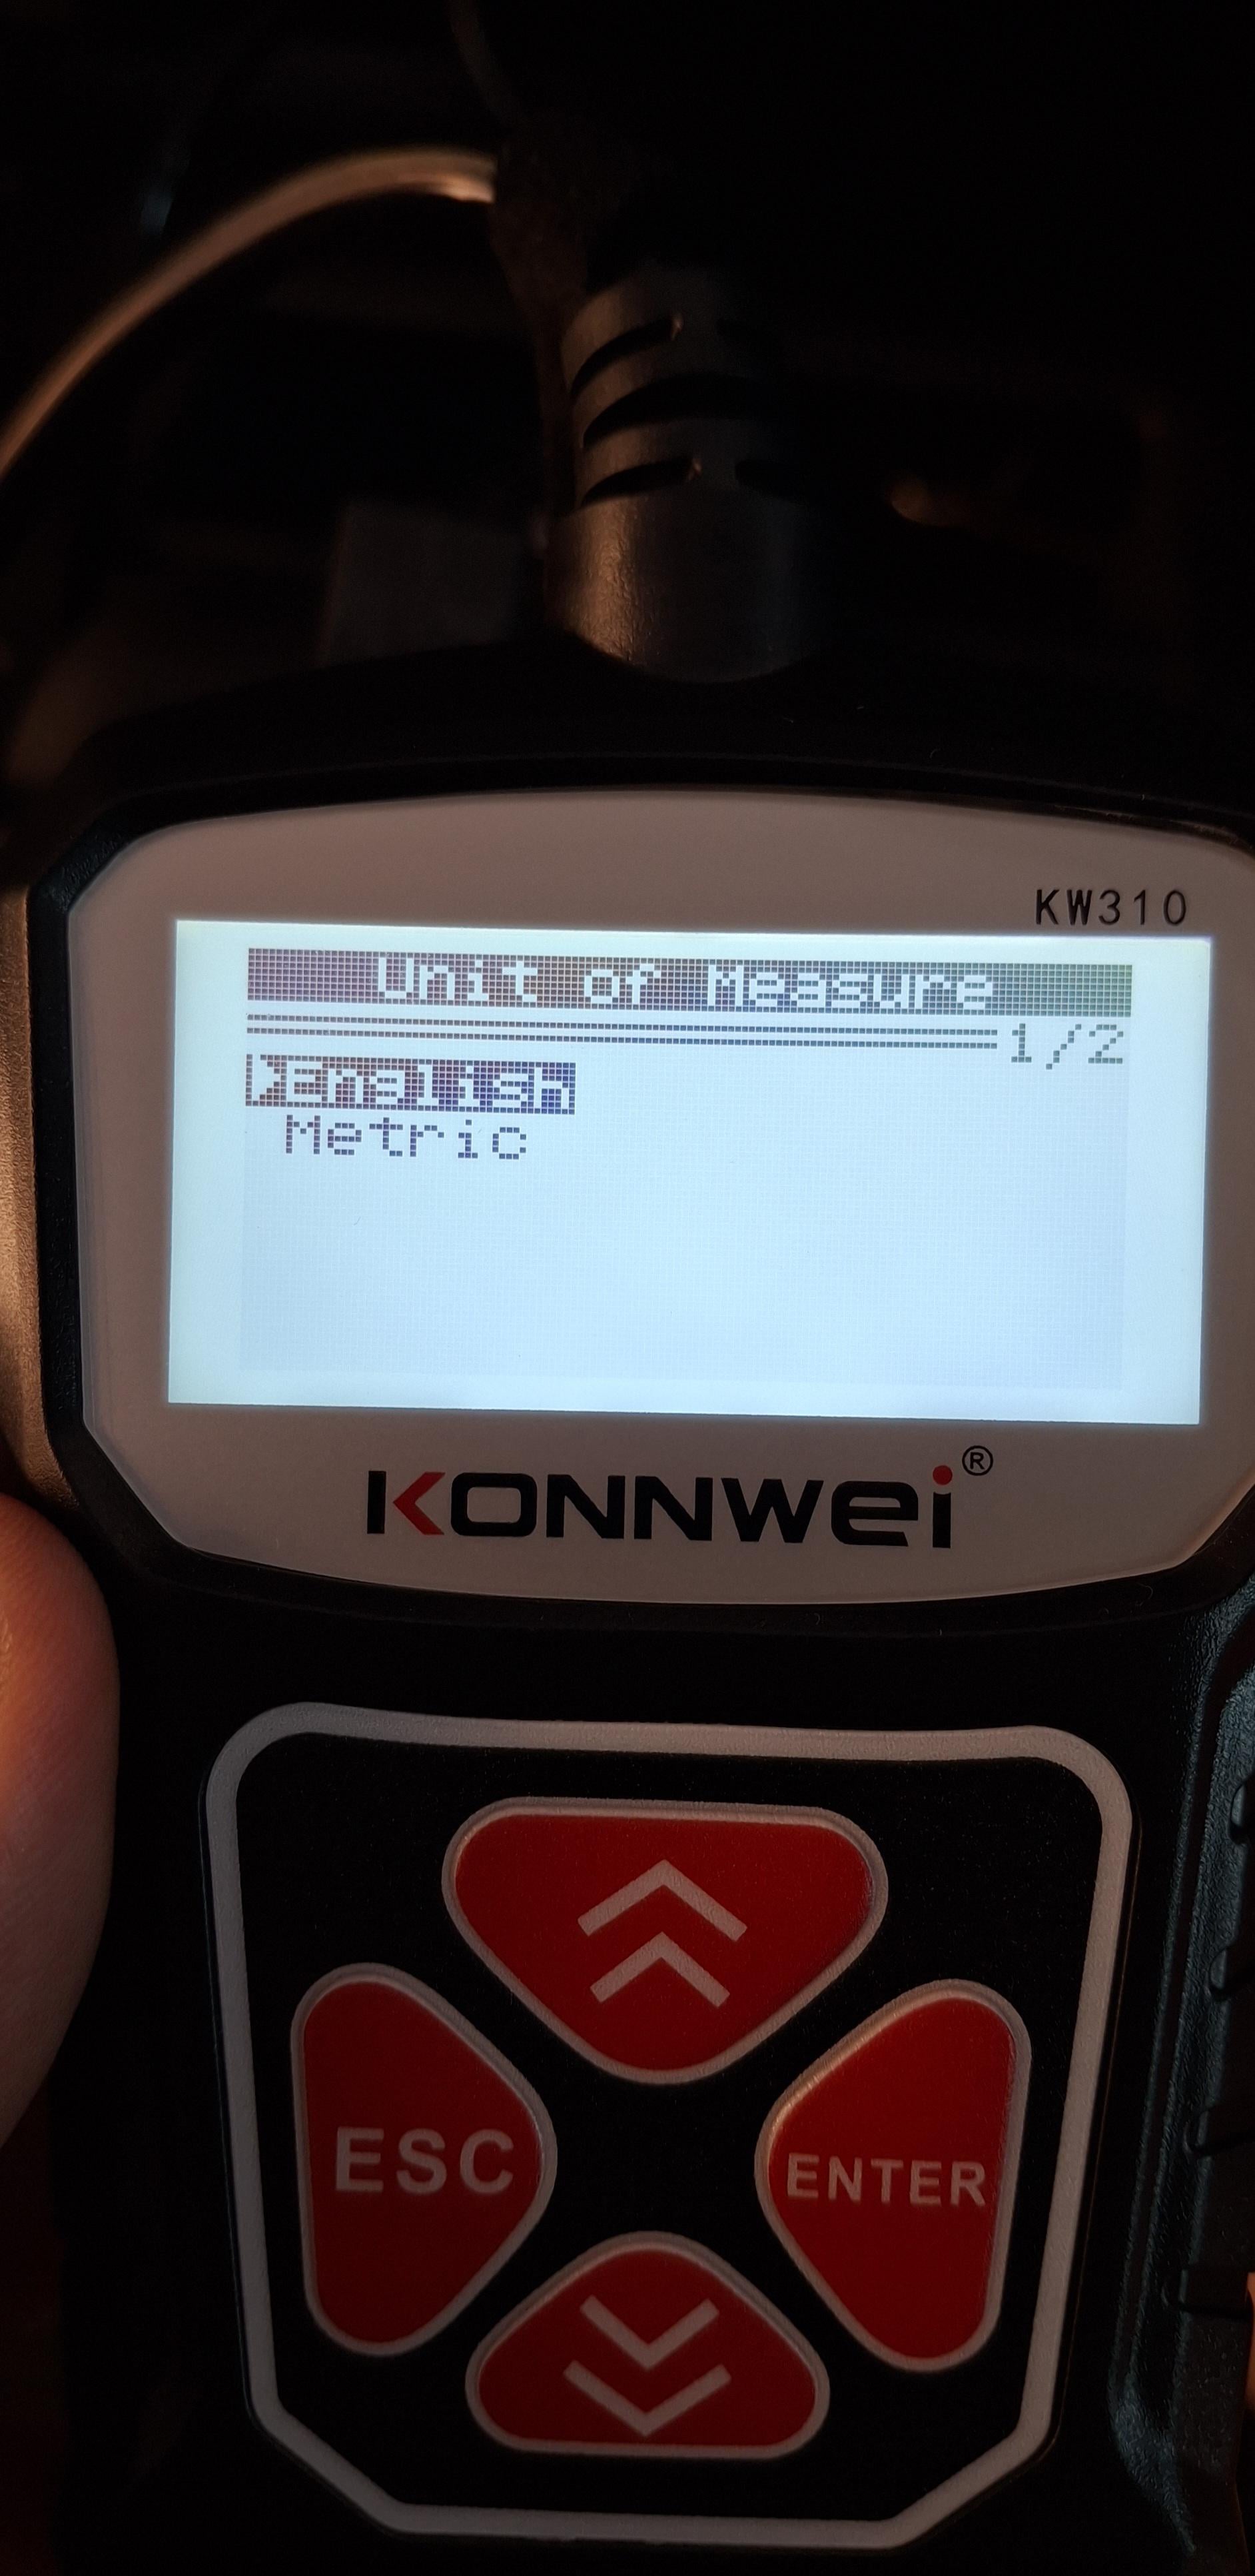 KW310
Unit of Measure
1/2
English
Metric
KONNWEI®
ESC
ENTER